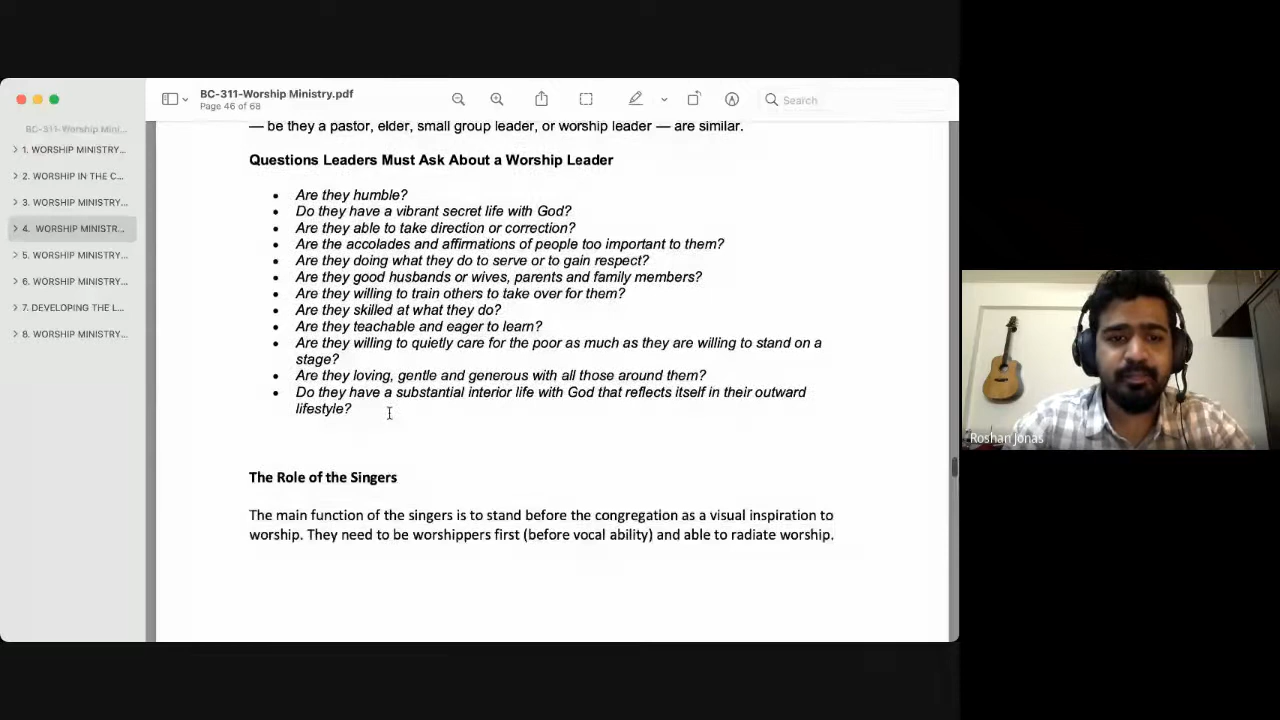 BC-311-Worship Ministry.pdf
Page 46 of 68
Search
BC-311-Worship Mini...
1. WORSHIP MINISTRY...
2. WORSHIP IN THE C...
3. WORSHIP MINISTRY...
4. WORSHIP MINISTR...
5. WORSHIP MINISTRY...
6. WORSHIP MINISTRY...
7. DEVELOPING THE L...
8. WORSHIP MINISTRY...
— be they a pastor, elder, small group leader, or worship leader — are similar.
Questions Leaders Must Ask About a Worship Leader
• Are they humble?
• Do they have a vibrant secret life with God?
• Are they able to take direction or correction?
• Are the accolades and affirmations of people too important to them?
• Are they doing what they do to serve or to gain respect?
• Are they good husbands or wives, parents and family members?
• Are they willing to train others to take over for them?
• Are they skilled at what they do?
• Are they teachable and eager to learn?
• Are they willing to quietly care for the poor as much as they are willing to stand on a
stage?
• Are they loving, gentle and generous with all those around them?
• Do they have a substantial interior life with God that reflects itself in their outward
lifestyle?
The Role of the Singers
The main function of the singers is to stand before the congregation as a visual inspiration to
worship. They need to be worshippers first (before vocal ability) and able to radiate worship.
Roshan Jonas